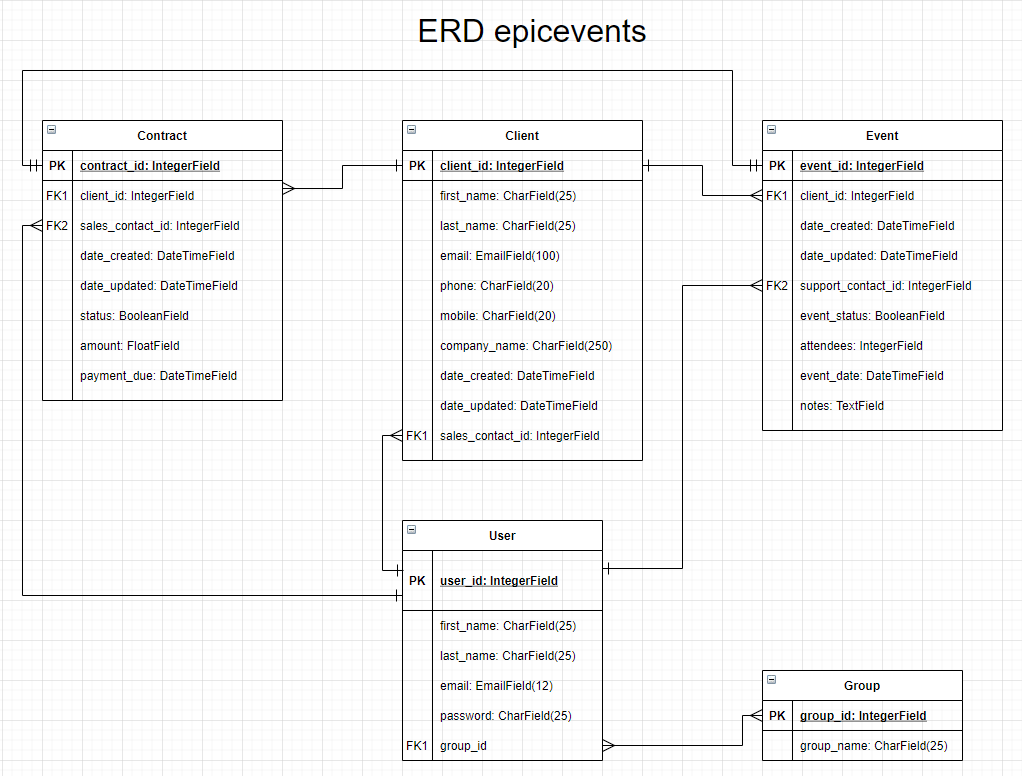 ERD epicevents
Contract
PK contract_id: IntegerField
FK1 client_id: IntegerField
FK2 sales_contact_id: IntegerField
date_created: DateTimeField
date_updated: DateTimeField
status: BooleanField
amount: FloatField
payment_due: DateTimeField
Client
PK client_id: IntegerField
first_name: CharField(25)
last_name: CharField(25)
email: EmailField(100)
phone: CharField(20)
mobile: CharField(20)
company_name: CharField(250)
date_created: DateTimeField
date_updated: DateTimeField
FK1 sales_contact_id: IntegerField
Event
PK event_id: IntegerField
FK1 client_id: IntegerField
date_created: DateTimeField
date_updated: DateTimeField
FK2 support_contact_id: IntegerField
event_status: BooleanField
attendees: IntegerField
event_date: DateTimeField
notes: TextField
User
PK user_id: IntegerField
first_name: CharField(25)
last_name: CharField(25)
email: EmailField(12)
password: CharField(25)
FK1 group_id
Group
PK group_id: IntegerField
group_name: CharField(25)